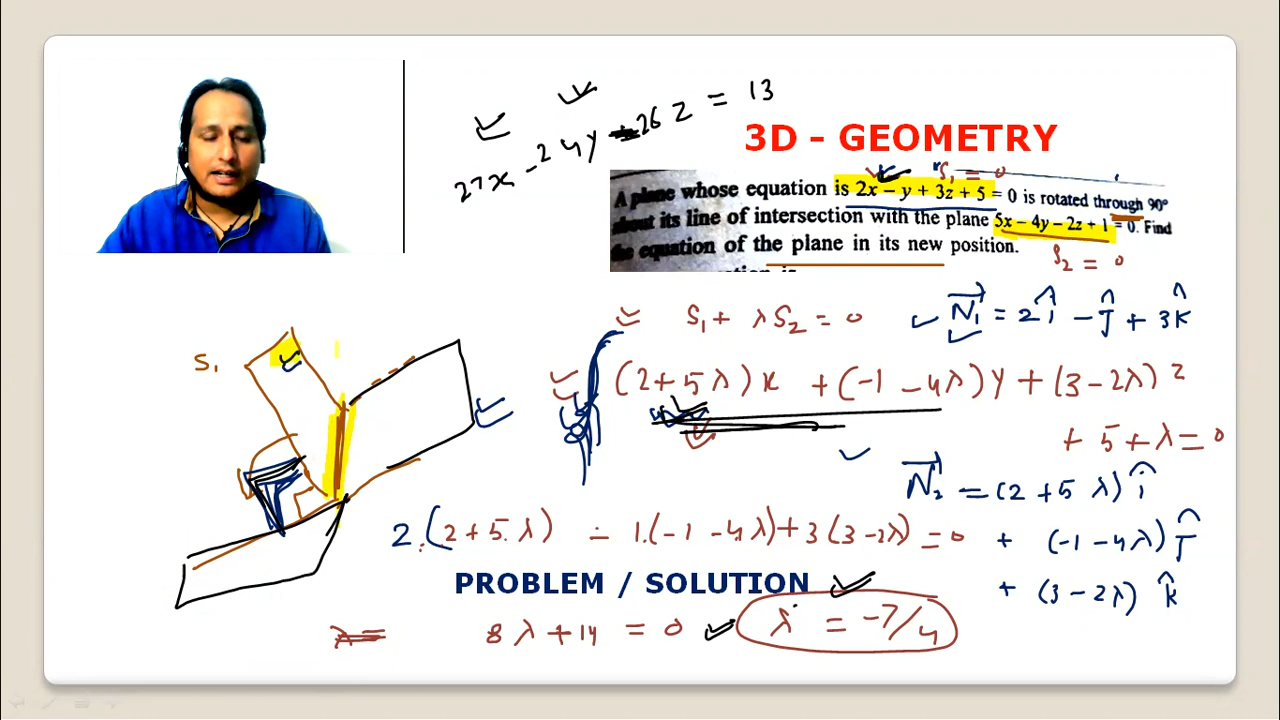 27x - 24y - 26z = 13
3D - GEOMETRY
S₁ = 0
A plane whose equation is 2x − y + 3z + 5 = 0 is rotated through 90°
about its line of intersection with the plane 5x − 4y − 2z + 1 = 0. Find
the equation of the plane in its new position.
S₂ = 0
S₁ + λS₂ = 0
N₁ = 2î − ĵ + 3k̂
S₁
(2+5λ)x + (-1-4λ)y + (3-2λ)z
+ 5 + λ = 0
N₂ = (2+5λ)î
+ (-1-4λ)ĵ
+ (3-2λ)k̂
2.(2+5λ) - 1.(-1-4λ) + 3(3-2λ) = 0
PROBLEM / SOLUTION
8λ + 14 = 0
λ = -7/4